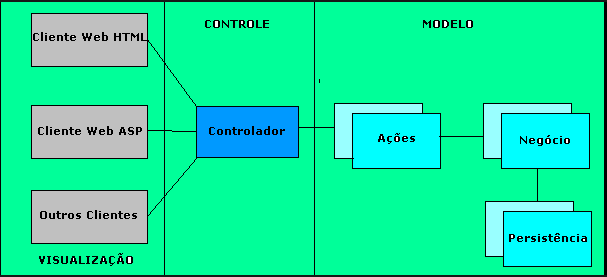 CONTROLE
MODELO
Cliente Web HTML
Cliente Web ASP
Controlador
Ações
Negócio
Outros Clientes
Persistência
VISUALIZAÇÃO